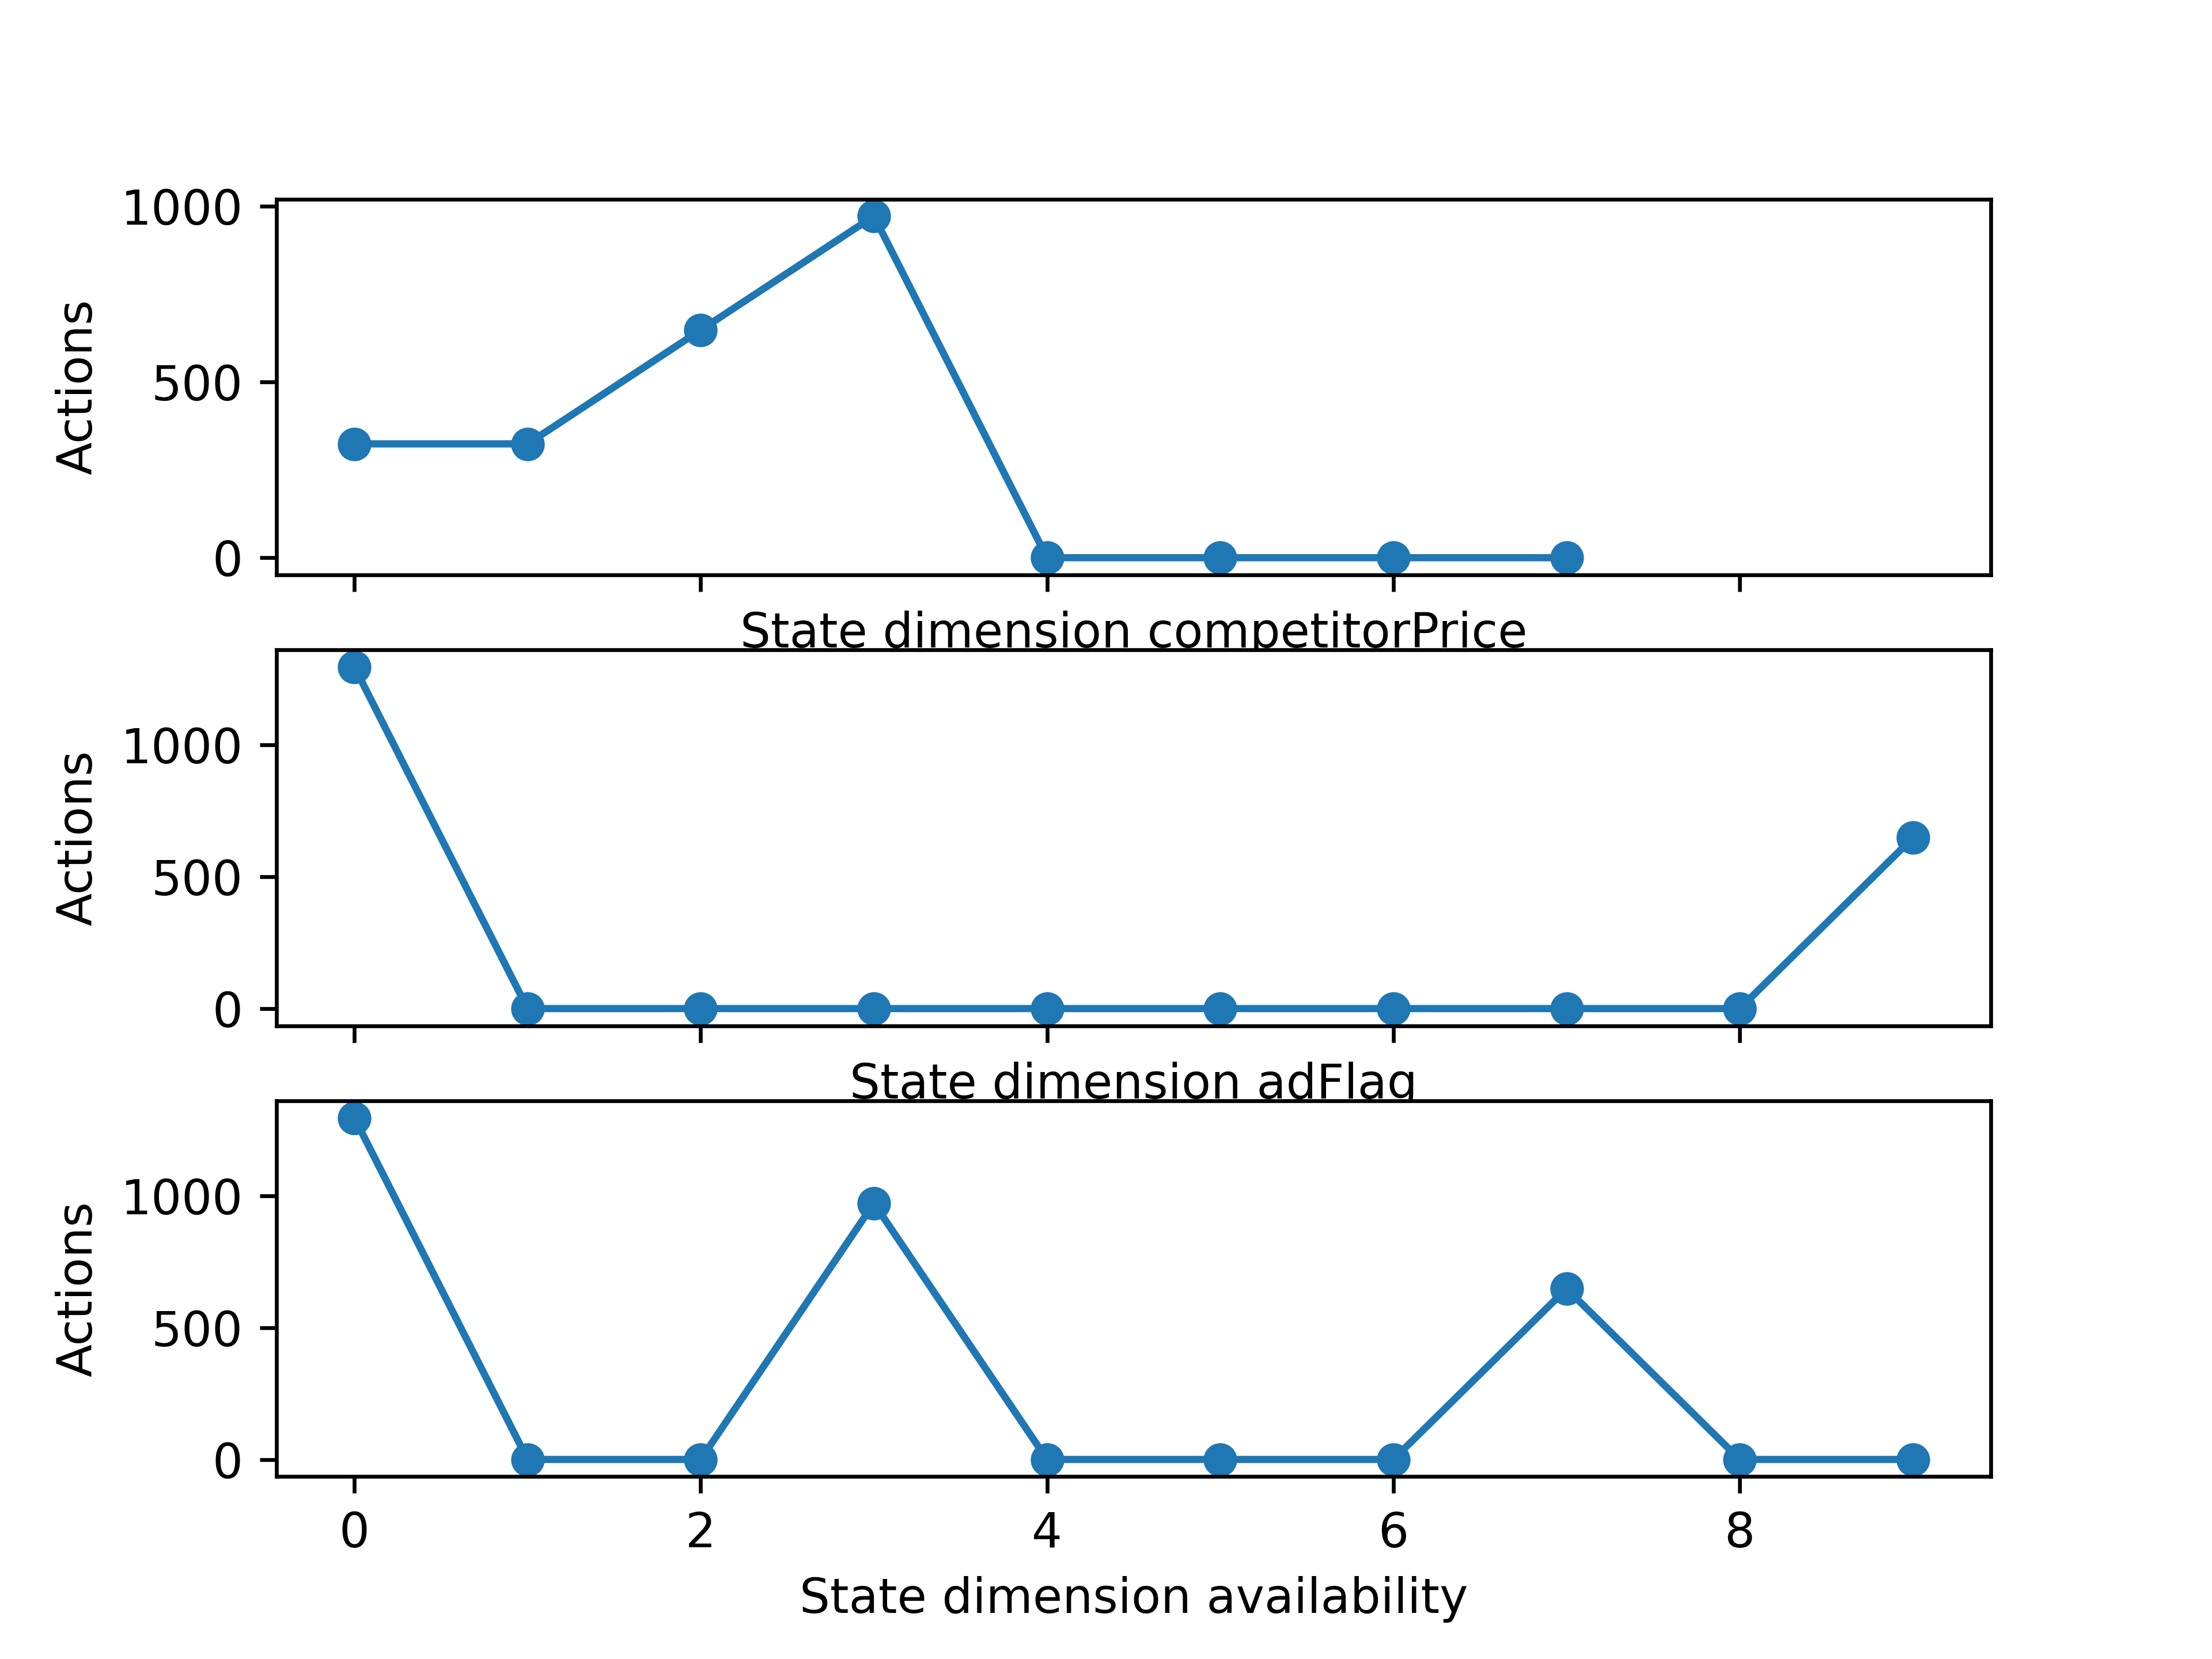 1000
500
0
Actions
State dimension competitorPrice
1000
500
0
Actions
State dimension adFlag
1000
500
0
Actions
0 2 4 6 8
State dimension availability